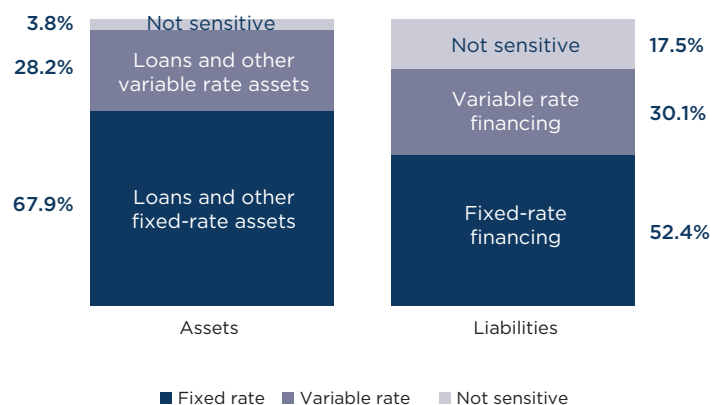 3.8%
Not sensitive
28.2%
Loans and other
variable rate assets
67.9%
Loans and other
fixed-rate assets
Assets
Not sensitive
17.5%
Variable rate
financing
30.1%
Fixed-rate
financing
52.4%
Liabilities
Fixed rate
Variable rate
Not sensitive